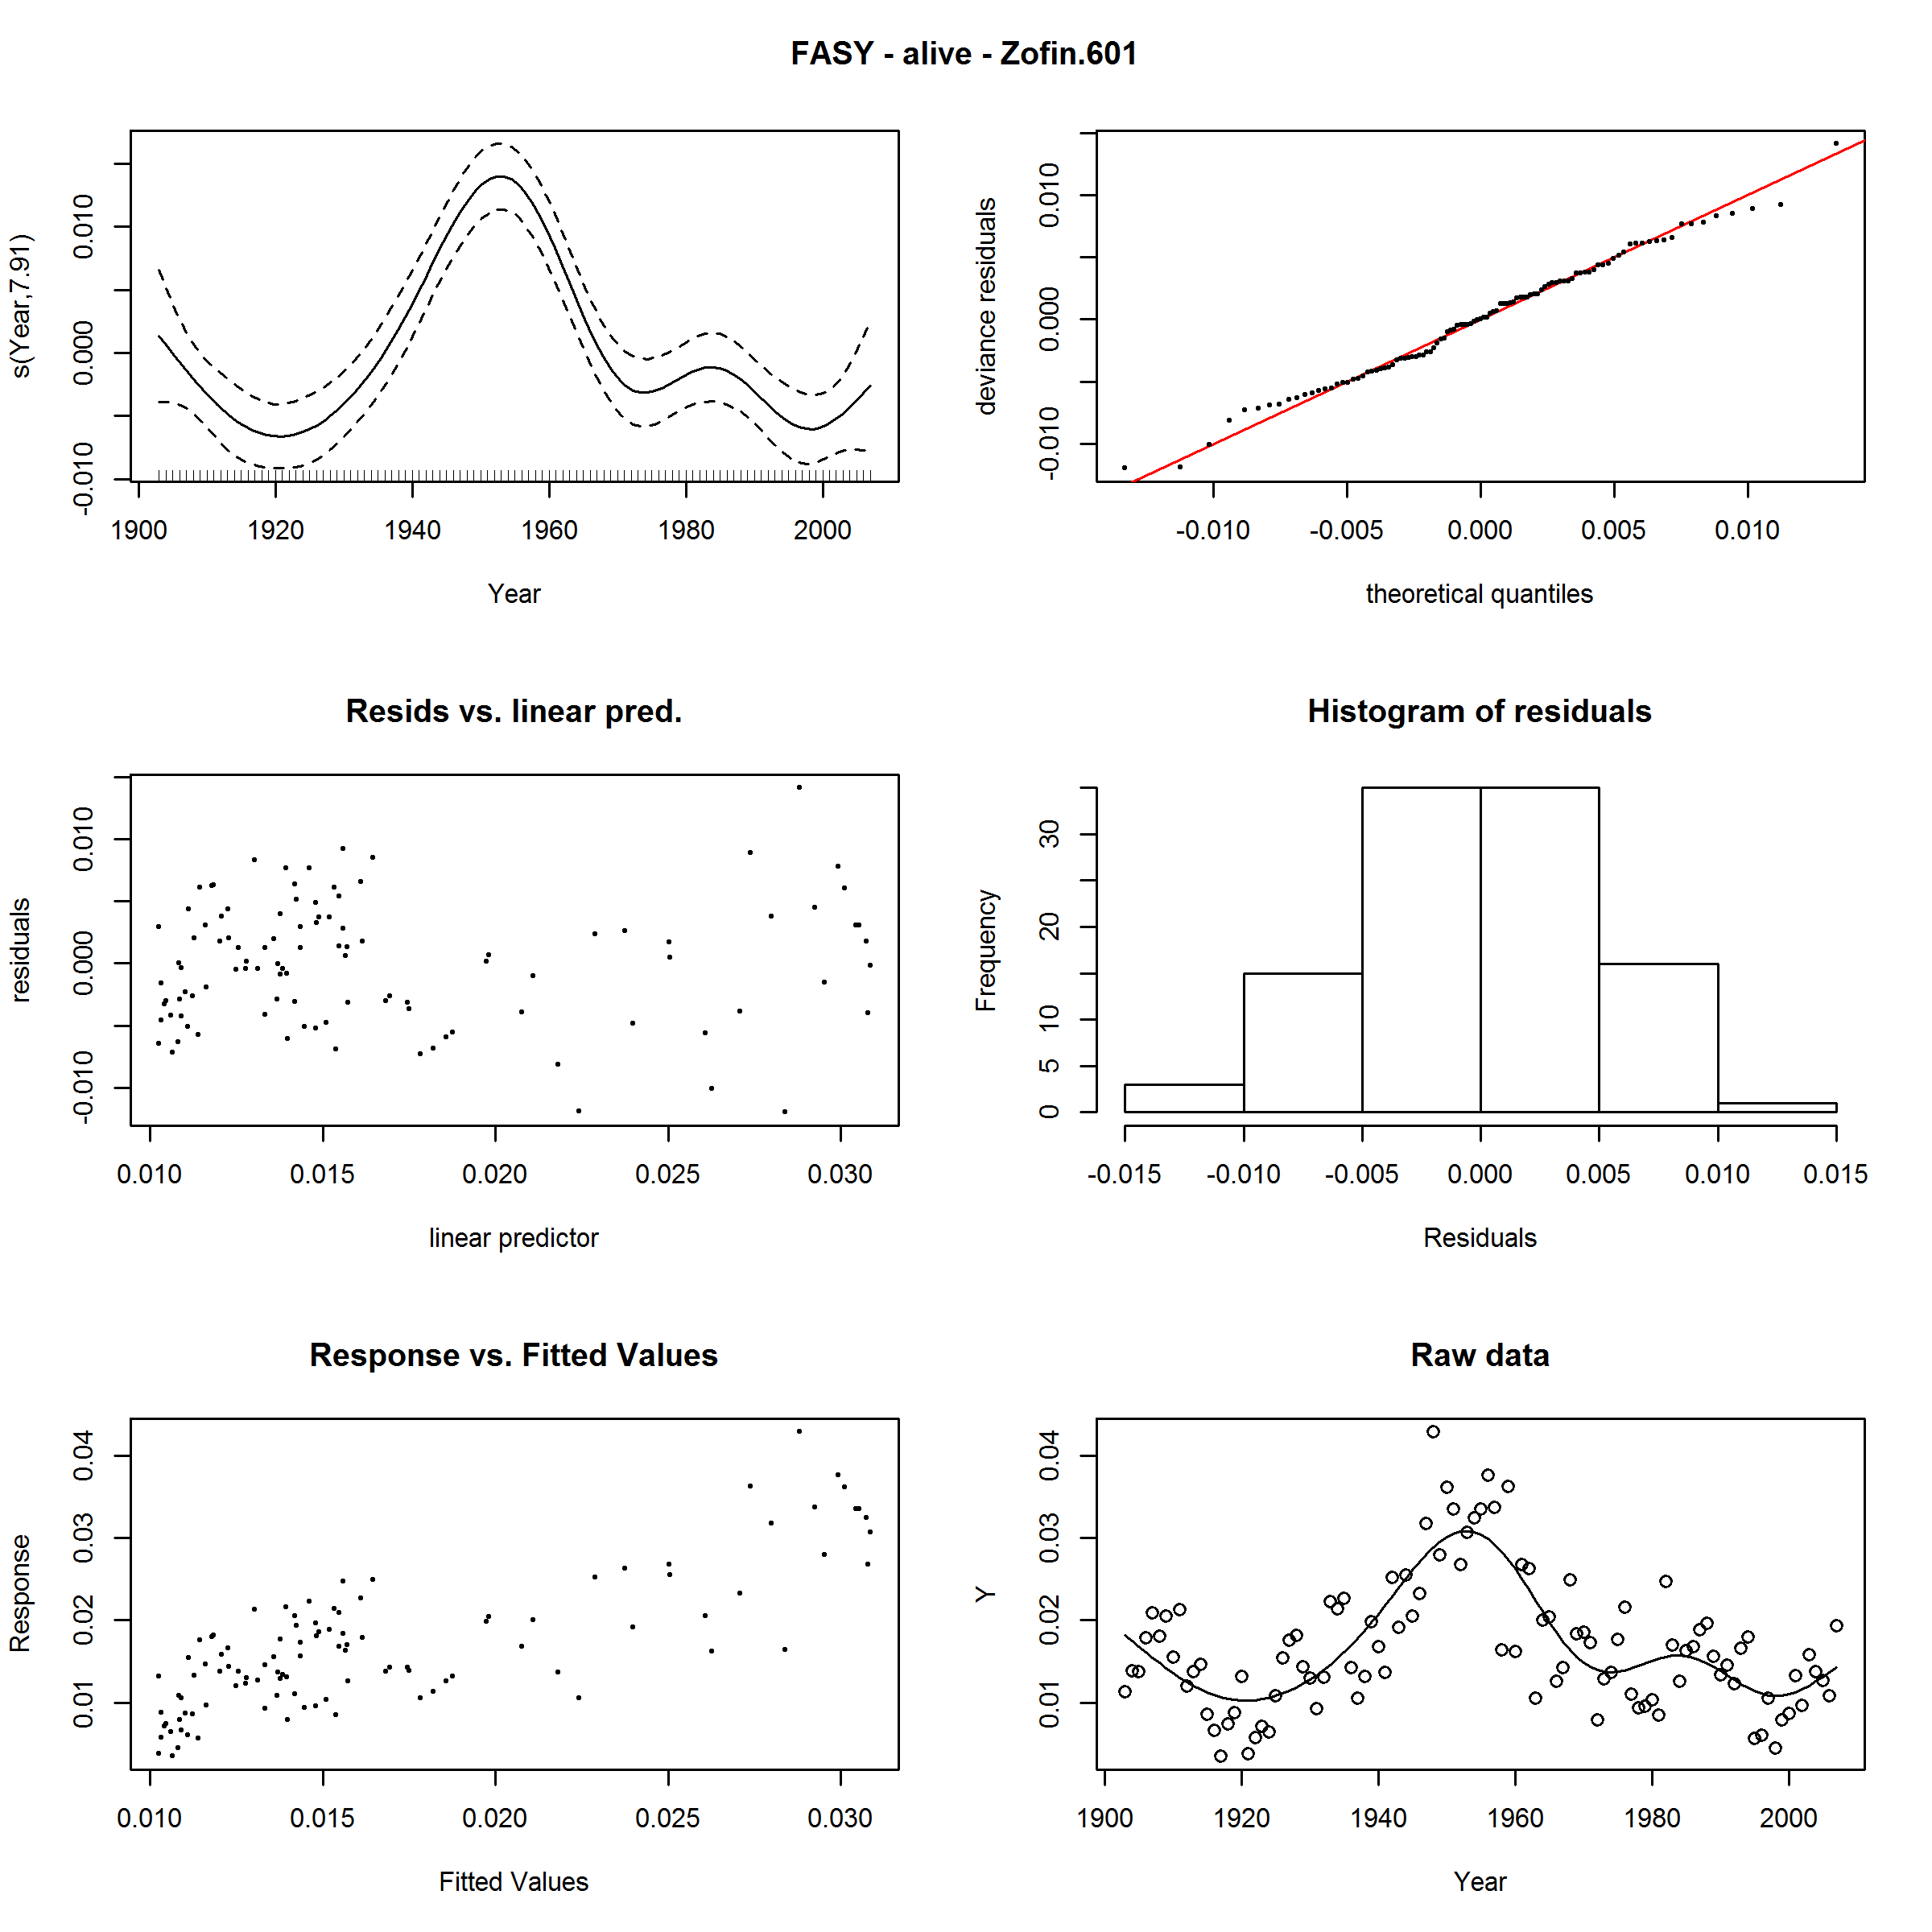 FASY - alive - Zofin.601
s(Year,7.91)
-0.010 0.000 0.010
1900 1920 1940 1960 1980 2000
Year
deviance residuals
-0.010 0.000 0.010
-0.010 -0.005 0.000 0.005 0.010
theoretical quantiles
Resids vs. linear pred.
residuals
-0.010 0.000 0.010
0.010 0.015 0.020 0.025 0.030
linear predictor
Histogram of residuals
Frequency
0 5 10 20 30
-0.015 -0.010 -0.005 0.000 0.005 0.010 0.015
Residuals
Response vs. Fitted Values
Response
0.01 0.02 0.03 0.04
0.010 0.015 0.020 0.025 0.030
Fitted Values
Raw data
Y
0.01 0.02 0.03 0.04
1900 1920 1940 1960 1980 2000
Year